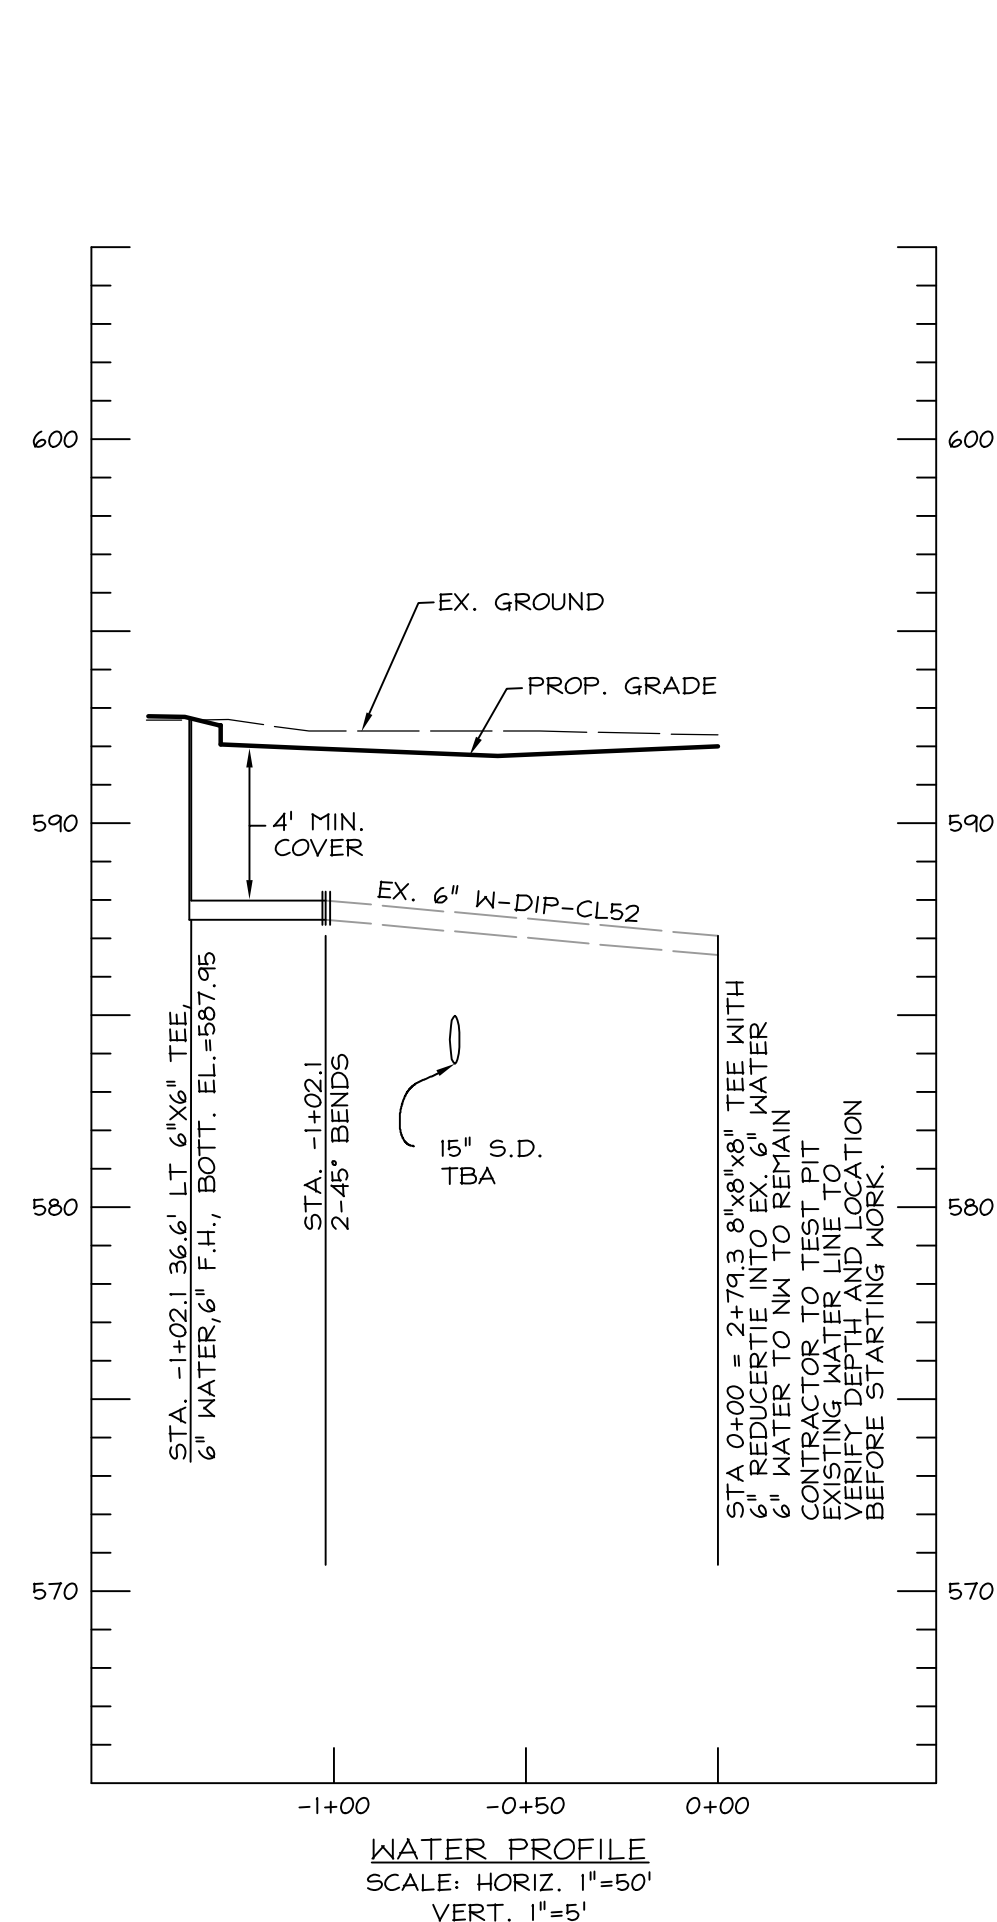 600
600
EX. GROUND
PROP. GRADE
590
590
4' MIN.
COVER
EX. 6" W-DIP-CL52
STA. -1+02.1 36.6' LT 6"X6" TEE,
6" WATER,6" F.H., BOTT. EL.=587.95
STA. -1+02.1
2-45° BENDS
15" S.D.
TBA
STA 0+00 = 2+79.3 8"x8"x8" TEE WITH
6" REDUCERTIE INTO EX. 6" WATER
6" WATER TO NW TO REMAIN
CONTRACTOR TO TEST PIT
EXISTING WATER LINE TO
VERIFY DEPTH AND LOCATION
BEFORE STARTING WORK.
580
580
570
570
-1+00
-0+50
0+00
WATER PROFILE
SCALE: HORIZ. 1"=50'
VERT. 1"=5'